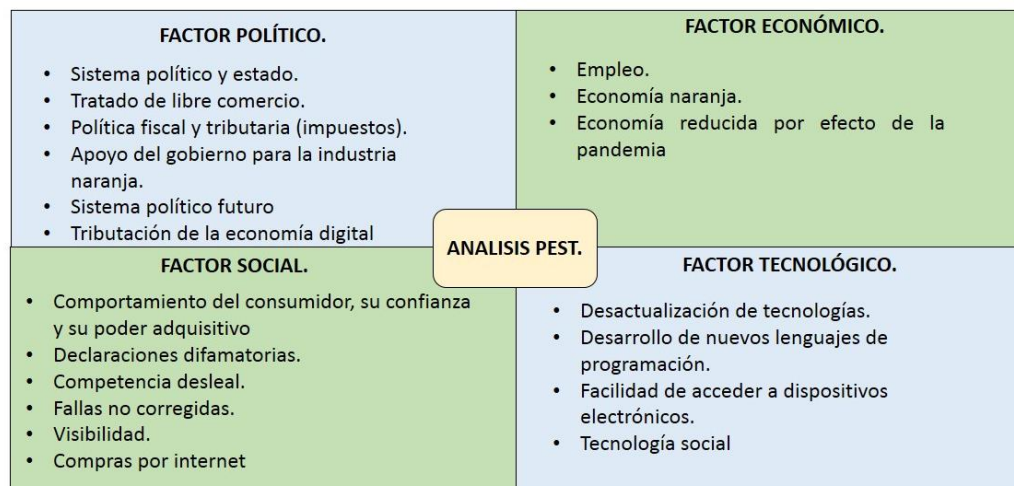 FACTOR POLÍTICO.
• Sistema político y estado.
• Tratado de libre comercio.
• Política fiscal y tributaria (impuestos).
• Apoyo del gobierno para la industria
naranja.
• Sistema político futuro
• Tributación de la economía digital
FACTOR ECONÓMICO.
• Empleo.
• Economía naranja.
• Economía reducida por efecto de la
pandemia
ANALISIS PEST.
FACTOR SOCIAL.
• Comportamiento del consumidor, su confianza
y su poder adquisitivo
• Declaraciones difamatorias.
• Competencia desleal.
• Fallas no corregidas.
• Visibilidad.
• Compras por internet
FACTOR TECNOLÓGICO.
• Desactualización de tecnologías.
• Desarrollo de nuevos lenguajes de
programación.
• Facilidad de acceder a dispositivos
electrónicos.
• Tecnología social